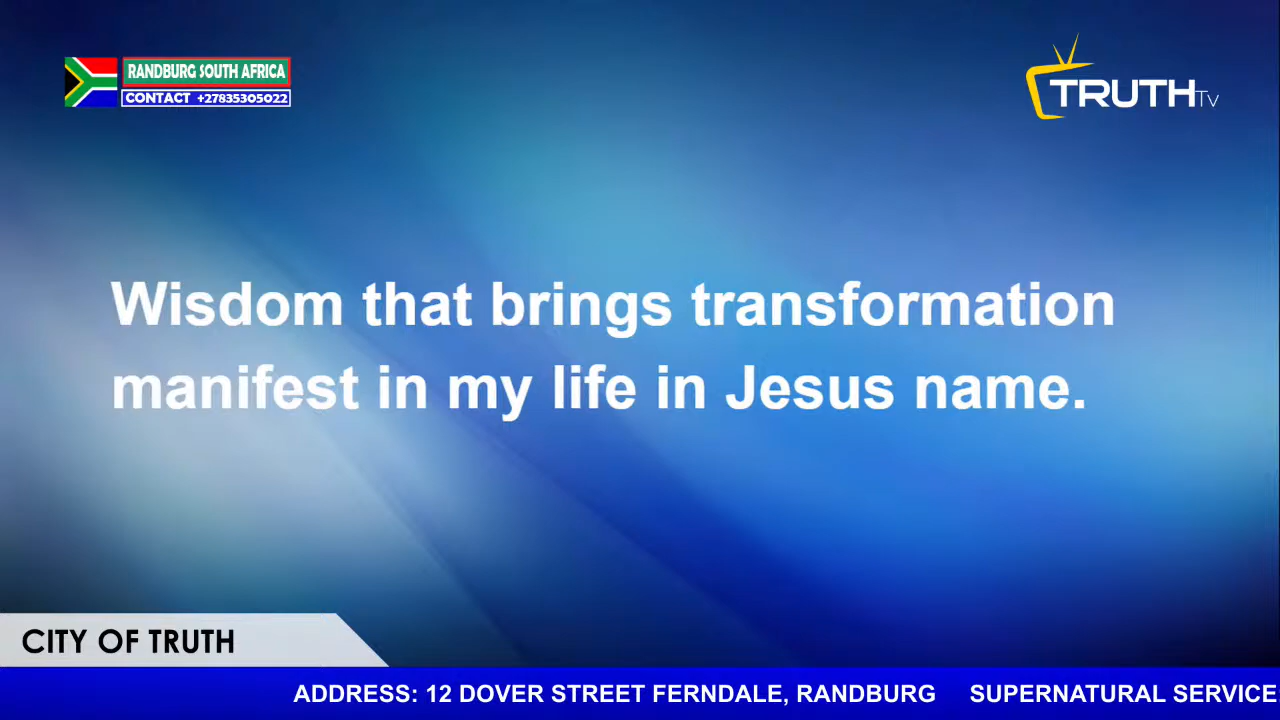 RANDBURG SOUTH AFRICA
CONTACT +27835305022
TRUTH TV
Wisdom that brings transformation
manifest in my life in Jesus name.
CITY OF TRUTH
ADDRESS: 12 DOVER STREET FERNDALE, RANDBURG SUPERNATURAL SERVICE